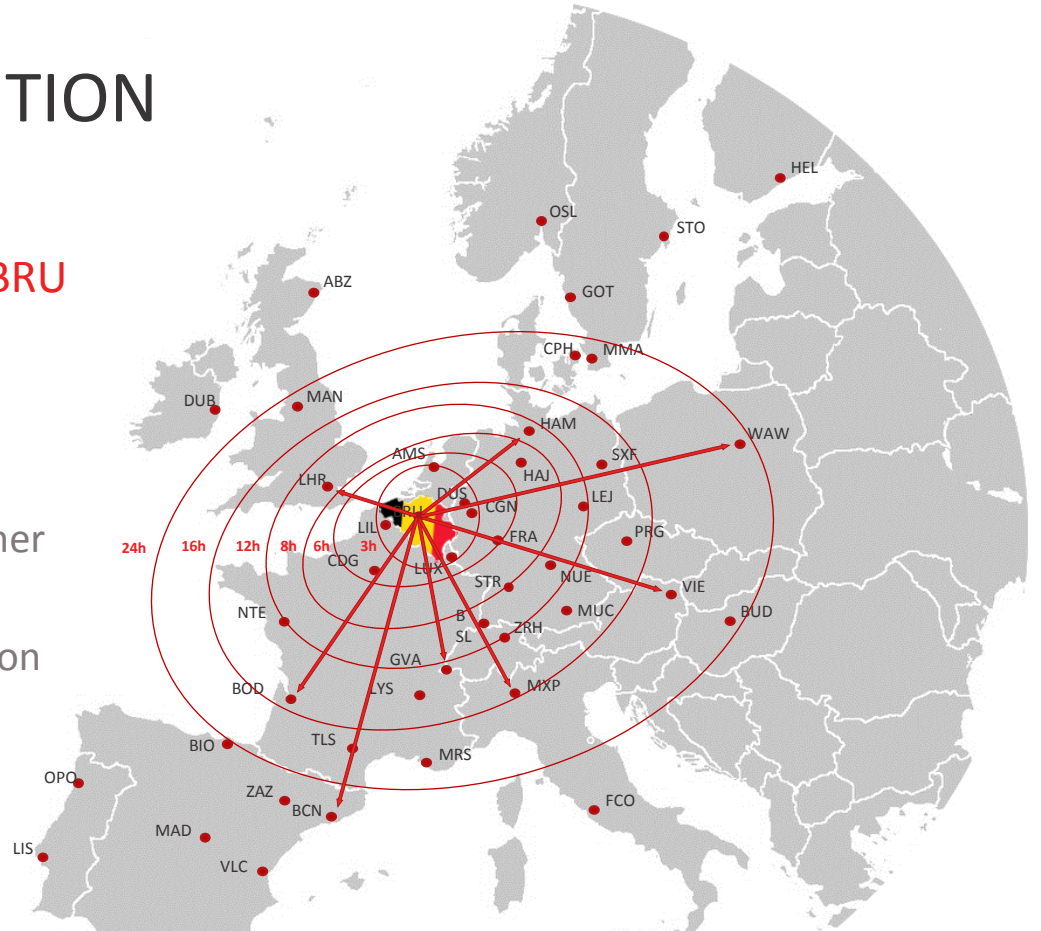 TION
BRU
ner
on
HEL
OSL
STO
ABZ
GOT
CPH
MMA
DUB
MAN
HAM
WAW
AMS
SXF
HAJ
LHR
DUS
LEJ
CGN
BRU
LIL
FRA
PRG
24h
16h
12h
8h
6h
3h
CDG
LUX
NUE
STR
VIE
NTE
MUC
BUD
B
SL
ZRH
GVA
BOD
LYS
MXP
BIO
TLS
MRS
OPO
ZAZ
BCN
FCO
MAD
LIS
VLC